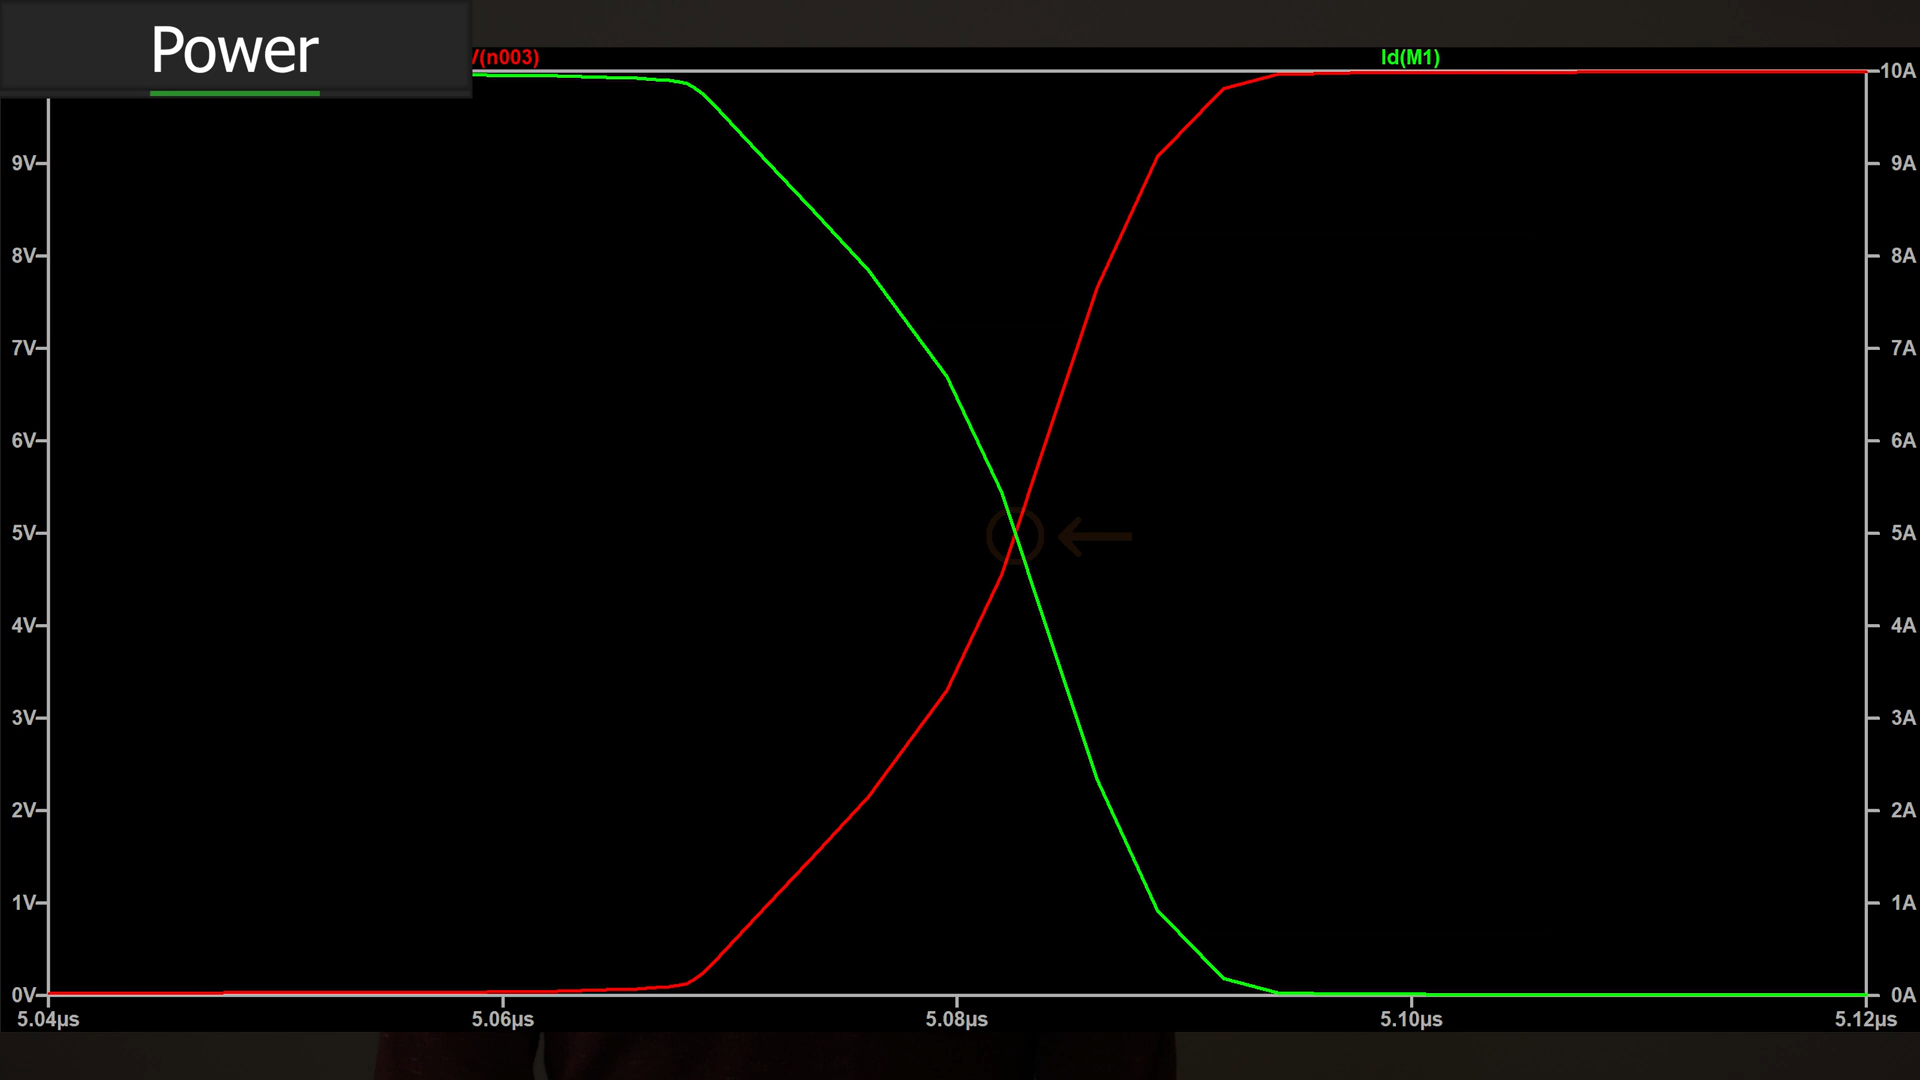 Power
V(n003)
Id(M1)
10A
9V
9A
8V
8A
7V
7A
6V
6A
5V
5A
4V
4A
3V
3A
2V
2A
1V
1A
0V
0A
5.04µs
5.06µs
5.08µs
5.10µs
5.12µs